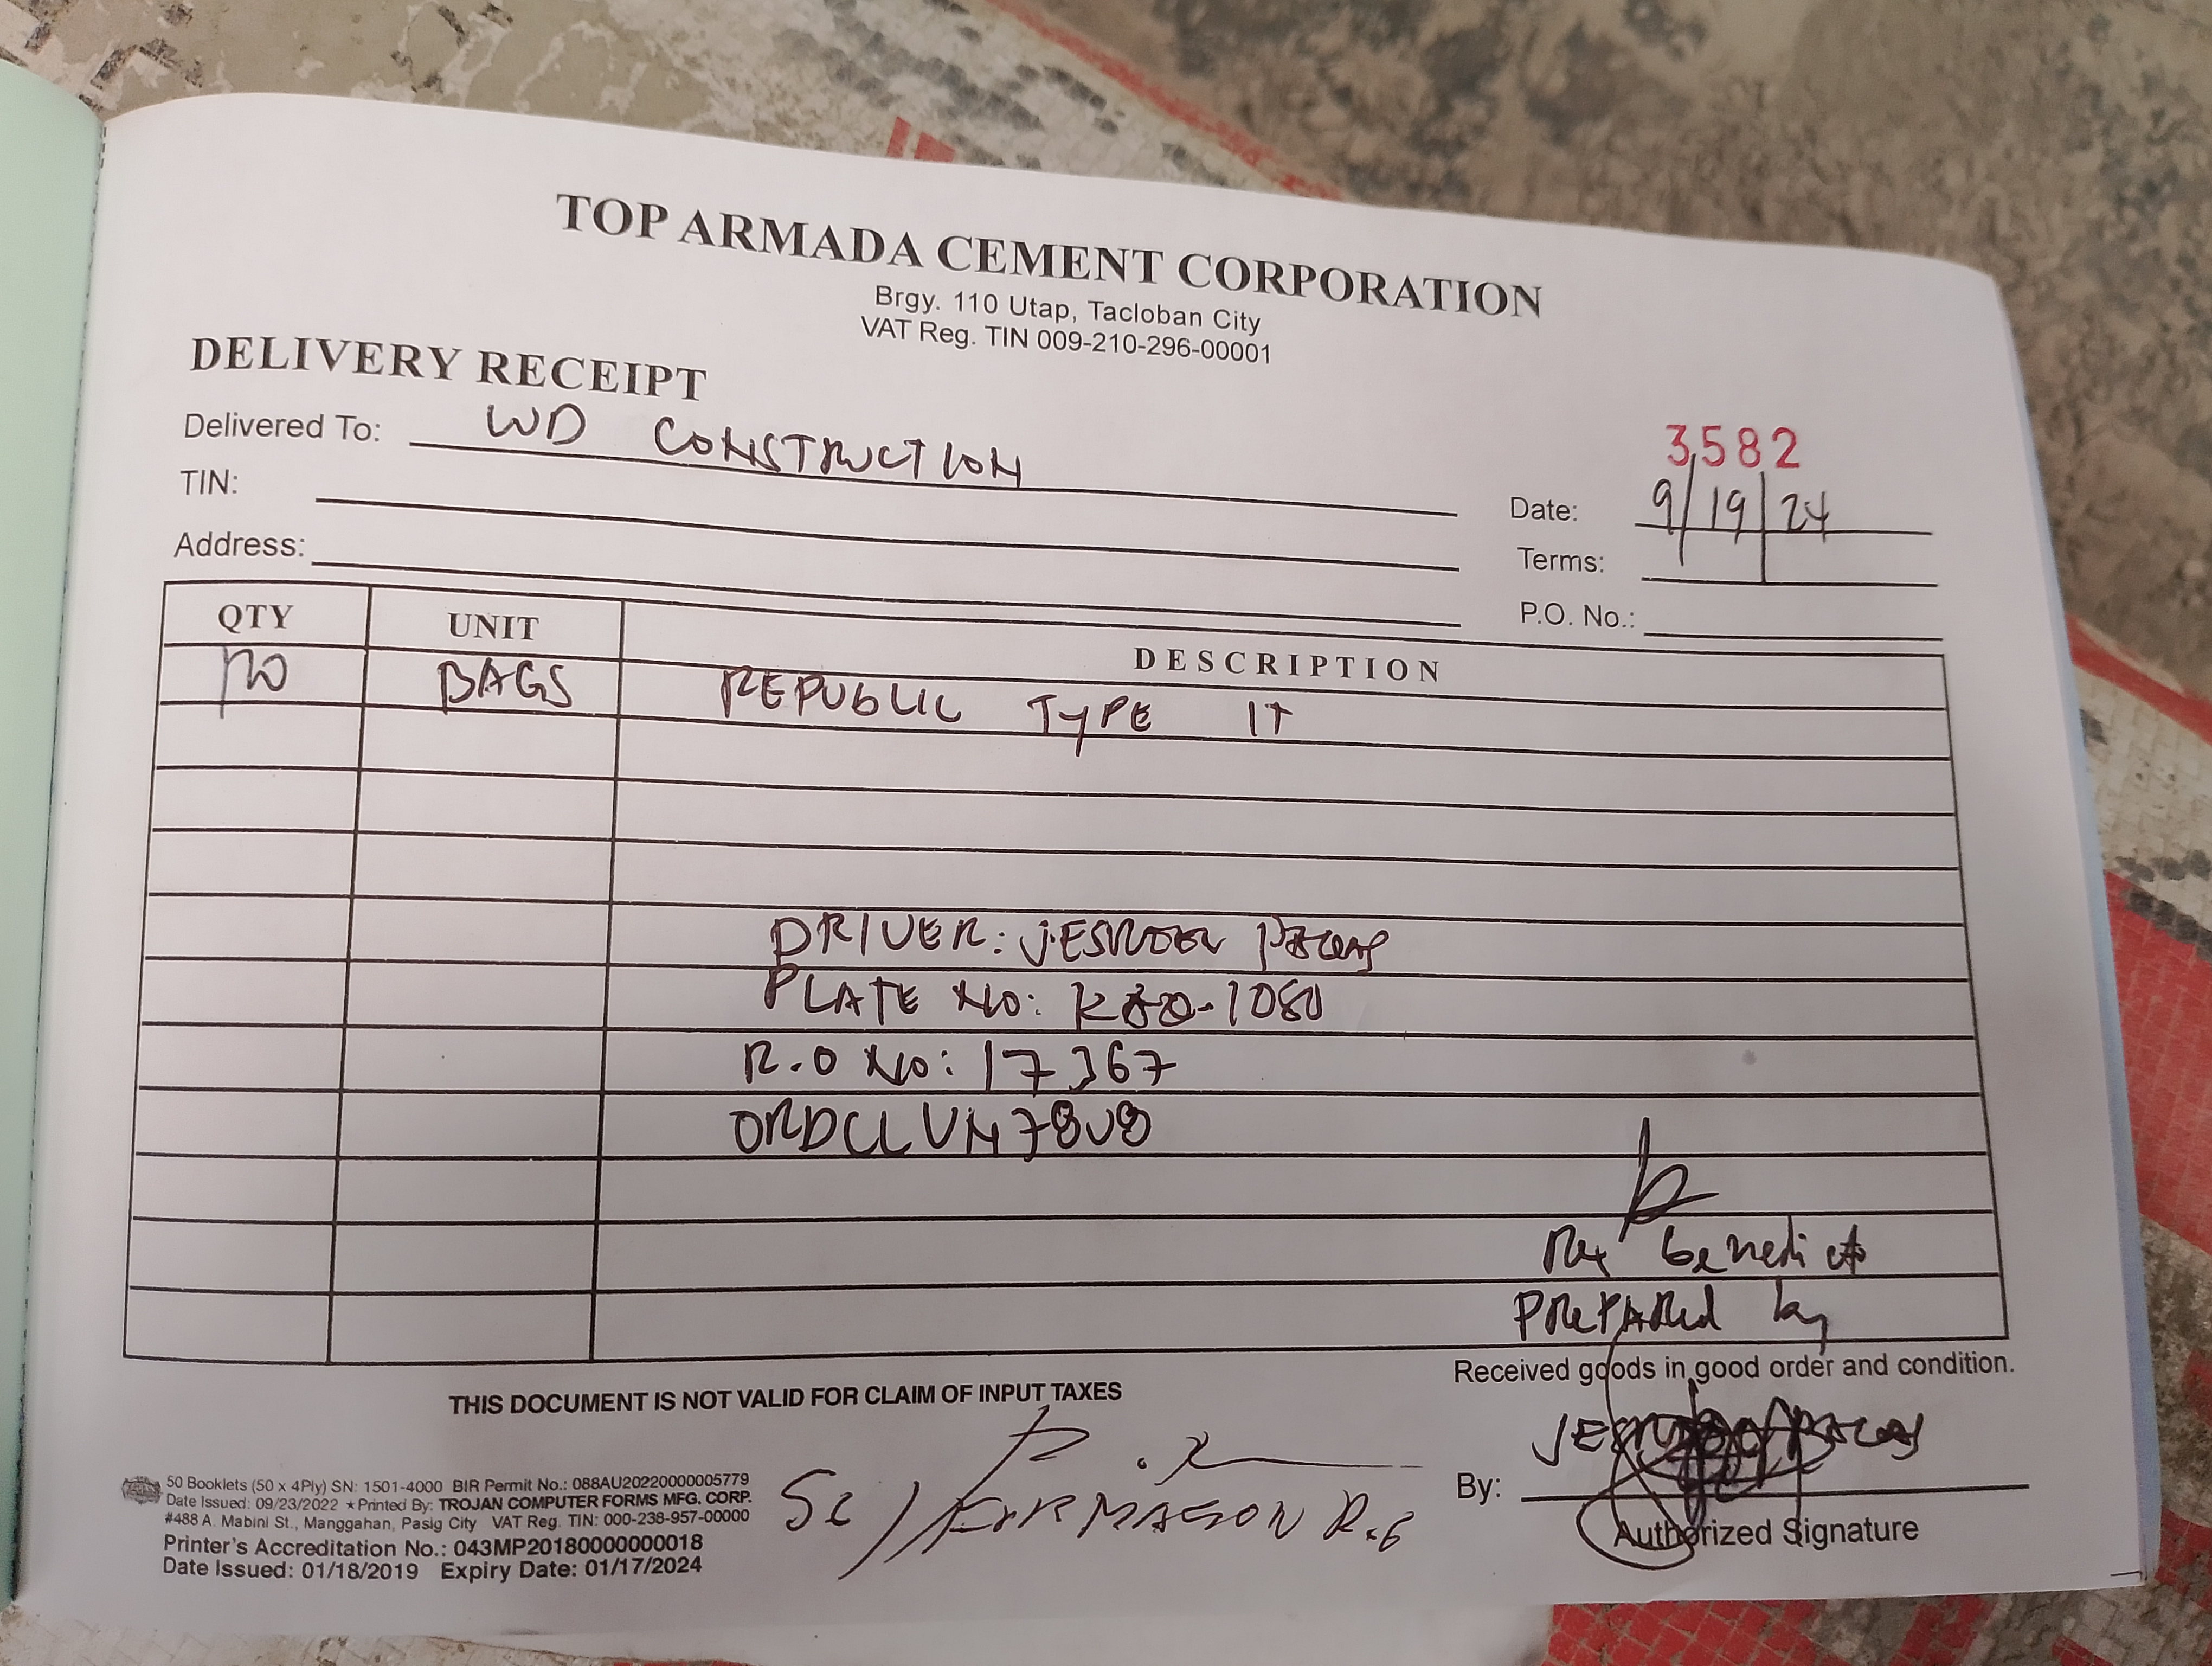 TOP ARMADA CEMENT CORPORATION
Brgy. 110 Utap, Tacloban City
VAT Reg. TIN 009-210-296-00001
DELIVERY RECEIPT
3582
Delivered To: WD CONSTRUCTION
Date: 9/19/24
TIN:
Terms:
Address:
P.O. No.:
QTY UNIT DESCRIPTION
BAGS REPUBLIC TYPE 1T
DRIVER:
PLATE NO:
R.O NO: 17367
Benedicto
PREPARED by
Received goods in good order and condition.
THIS DOCUMENT IS NOT VALID FOR CLAIM OF INPUT TAXES
By:
Authorized Signature
50 Booklets (50 x 4Ply) SN: 1501-4000 BIR Permit No.: 088AU20220000005779
Date Issued: 09/23/2022 ★ Printed By: TROJAN COMPUTER FORMS MFG. CORP.
#488 A. Mabini St., Manggahan, Pasig City VAT Reg. TIN: 000-238-957-00000
Printer's Accreditation No.: 043MP20180000000018
Date Issued: 01/18/2019 Expiry Date: 01/17/2024